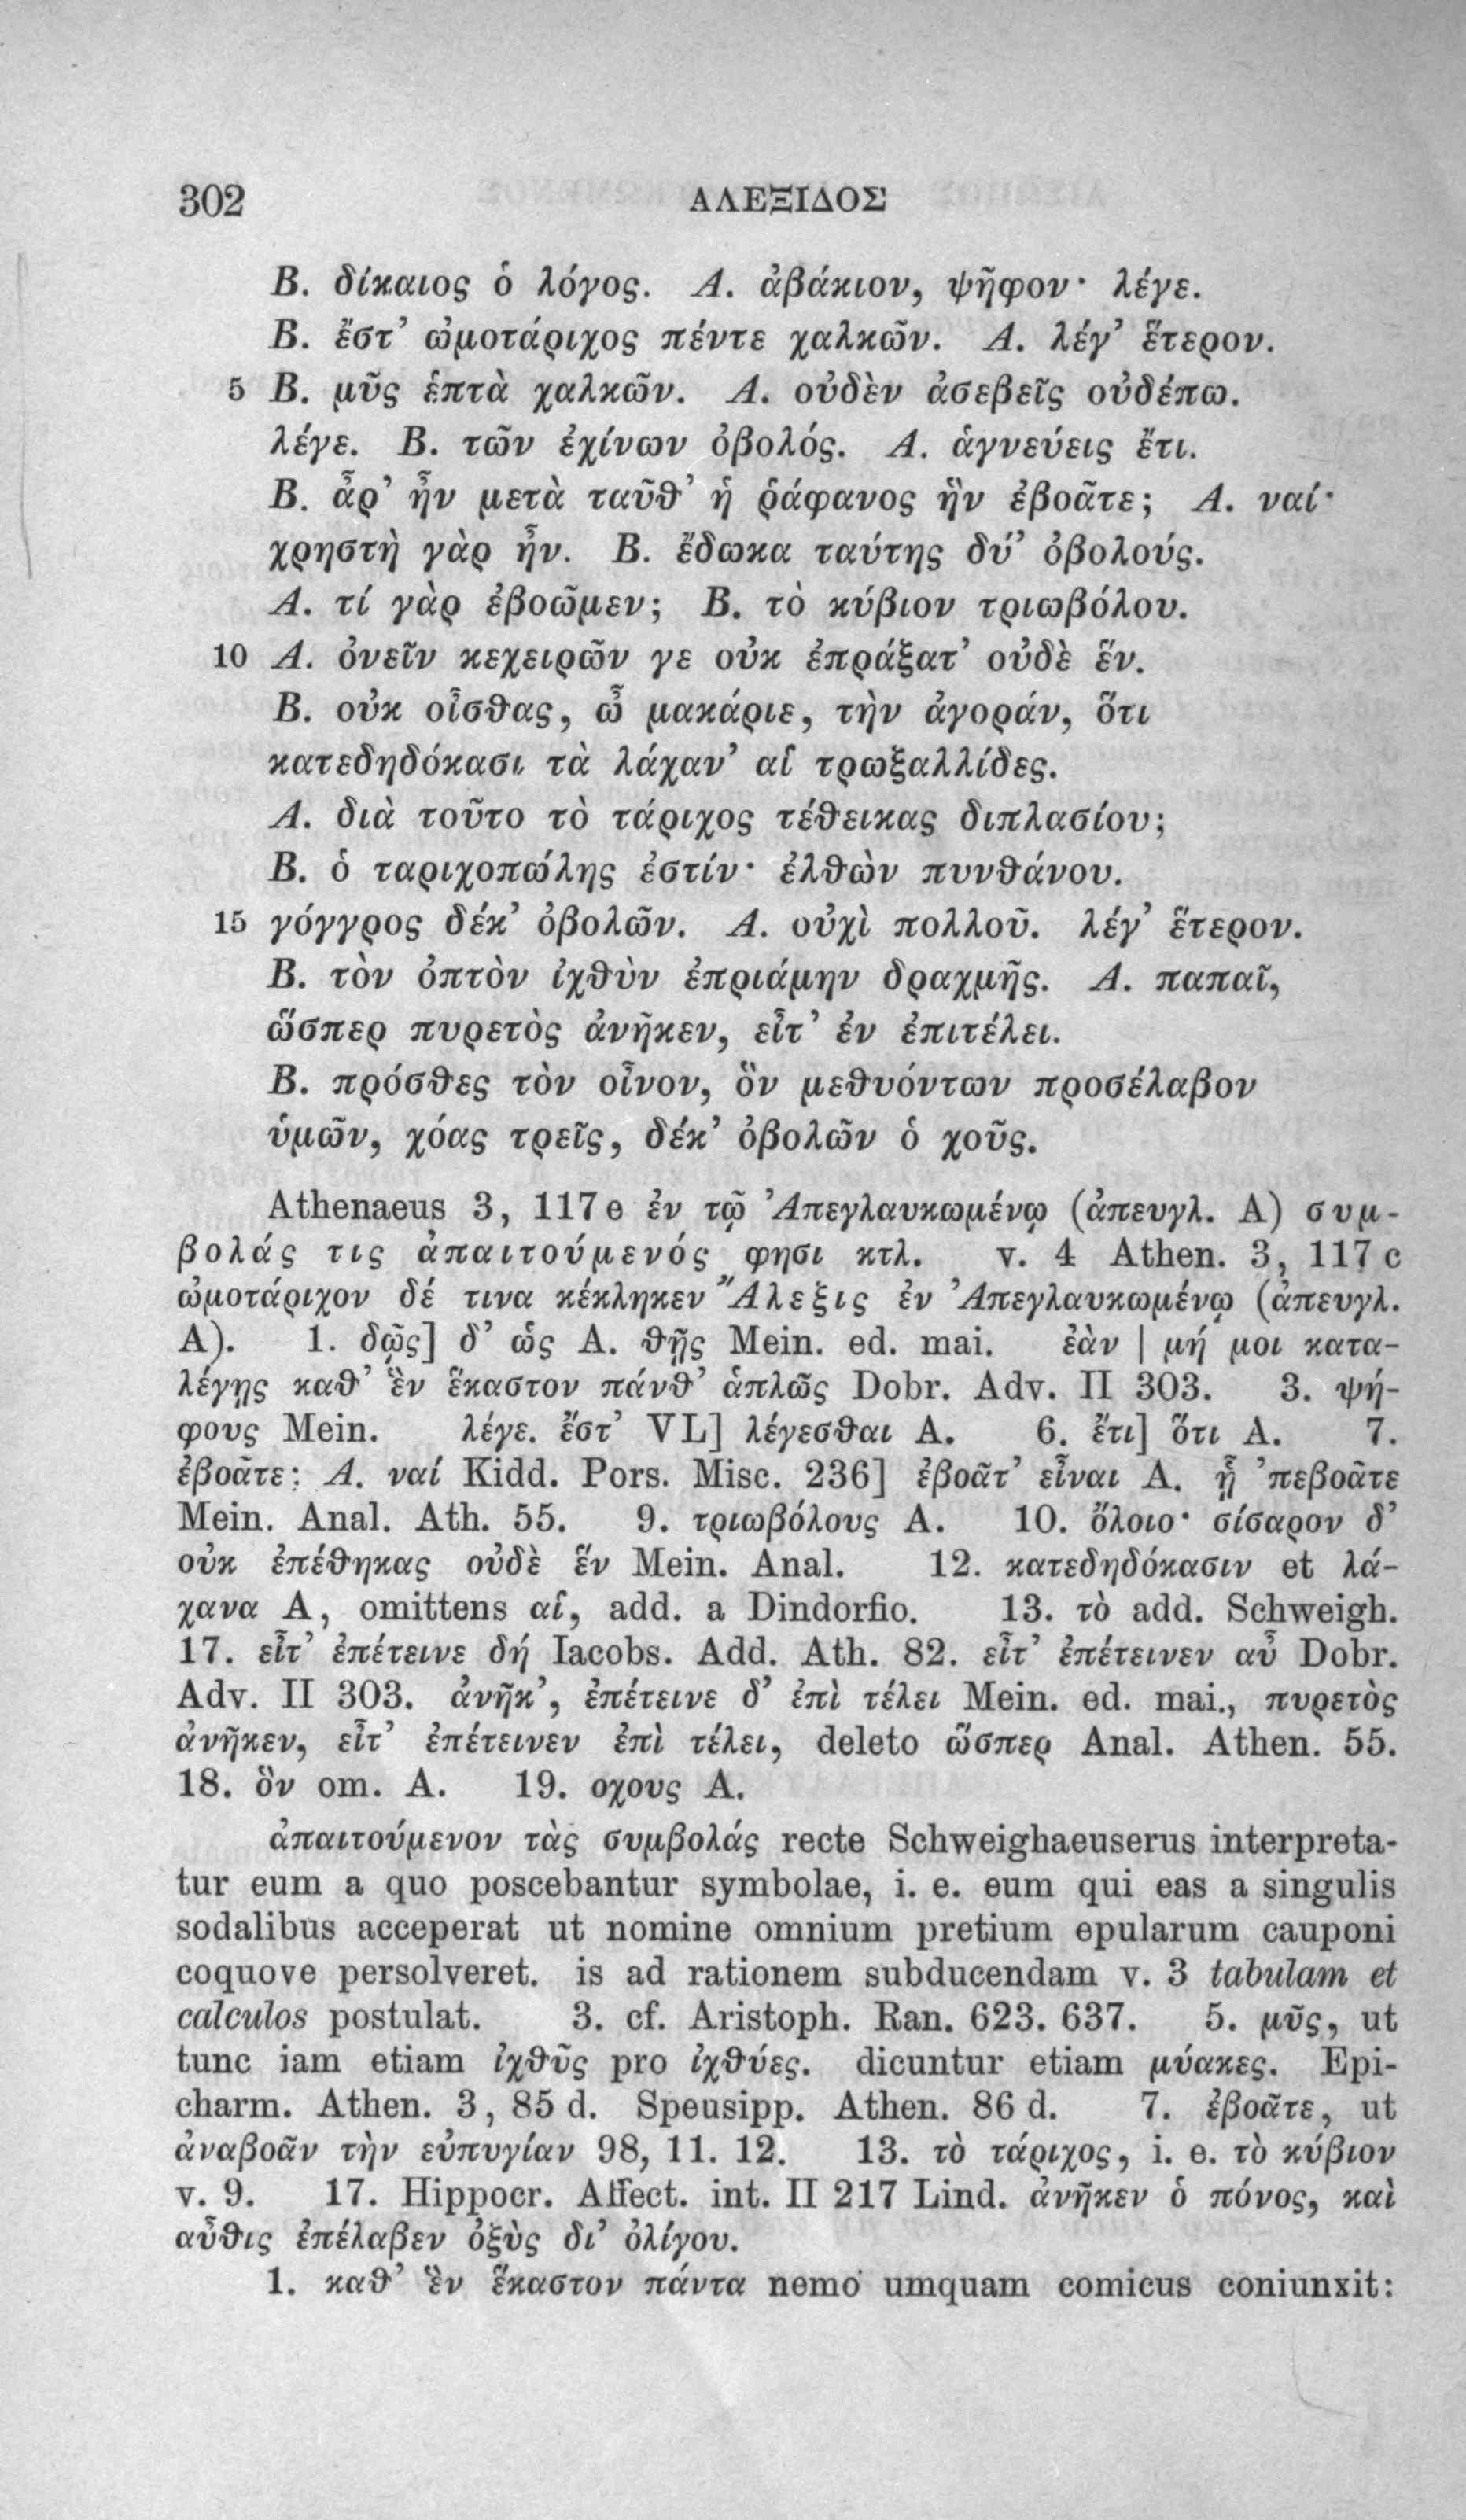 302 ΑΛΕΞΙΔΟΣ
Β. δίκαιος ὁ λόγος. Α. ἀβάκιον, ψῆφον· λέγε.
Β. ἔστ’ ὠμοτάριχος πέντε χαλκῶν. Α. λέγ’ ἕτερον.
5 Β. μῦς ἑπτὰ χαλκῶν. Α. οὐδὲν ἀσεβεῖς οὐδέπω.
λέγε. Β. τῶν ἐχίνων ὀβολός. Α. ἁγνεύεις ἔτι.
Β. ἆρ’ ἦν μετὰ ταῦθ’ ἡ ῥάφανος ἣν ἐβοᾶτε; Α. ναί·
χρηστὴ γὰρ ἦν. Β. ἔδωκα ταύτης δύ’ ὀβολούς.
Α. τί γὰρ ἐβοῶμεν; Β. τὸ κύβιον τριωβόλου.
10 Α. ὀνεῖν κεχειρῶν γε οὐκ ἐπράξατ’ οὐδὲ ἕν.
Β. οὐκ οἶσθας, ὦ μακάριε, τὴν ἀγοράν, ὅτι
κατεδηδόκασι τὰ λάχαν’ αἱ τρωξαλλίδες.
Α. διὰ τοῦτο τὸ τάριχος τέθεικας διπλασίου;
Β. ὁ ταριχοπώλης ἐστίν· ἐλθὼν πυνθάνου.
15 γόγγρος δέκ’ ὀβολῶν. Α. οὐχὶ πολλοῦ. λέγ’ ἕτερον.
Β. τὸν ὀπτὸν ἰχθὺν ἐπριάμην δραχμῆς. Α. παπαῖ,
ὥσπερ πυρετὸς ἀνῆκεν, εἶτ’ ἐν ἐπιτέλει.
Β. πρόσθες τὸν οἶνον, ὃν μεθυόντων προσέλαβον
ὑμῶν, χόας τρεῖς, δέκ’ ὀβολῶν ὁ χοῦς.
Athenaeus 3, 117 e ἐν τῷ Ἀπεγλαυκωμένῳ (ἀπευγλ. A) συμ-
βολάς τις ἀπαιτούμενός φησι κτλ. v. 4 Athen. 3, 117 c
ὠμοτάριχον δέ τινα κέκληκεν Ἄλεξις ἐν Ἀπεγλαυκωμένῳ (ἀπευγλ.
A). 1. δῷς] δ’ ὡς A. θῇς Mein. ed. mai. ἐὰν | μή μοι κατα-
λέγῃς καθ’ ἓν ἕκαστον πάνθ’ ἁπλῶς Dobr. Adv. II 303. 3. ψή-
φους Mein. λέγε. ἔστ’ VL] λέγεσθαι A. 6. ἔτι] ὅτι A. 7.
ἐβοᾶτε; Α. ναί Kidd. Pors. Misc. 236] ἐβοᾶτ’ εἶναι A. ᾗ ’πεβοᾶτε
Mein. Anal. Ath. 55. 9. τριωβόλους A. 10. ὄλοιο· σίσαρον δ’
οὐκ ἐπέθηκας οὐδὲ ἕν Mein. Anal. 12. κατεδηδόκασιν et λά-
χανα A, omittens αἱ, add. a Dindorfio. 13. τὸ add. Schweigh.
17. εἶτ’ ἐπέτεινε δή Iacobs. Add. Ath. 82. εἶτ’ ἐπέτεινεν αὖ Dobr.
Adv. II 303. ἀνῆκ’, ἐπέτεινε δ’ ἐπὶ τέλει Mein. ed. mai., πυρετὸς
ἀνῆκεν, εἶτ’ ἐπέτεινεν ἐπὶ τέλει, deleto ὥσπερ Anal. Athen. 55.
18. ὃν om. A. 19. οχους A.
ἀπαιτούμενον τὰς συμβολάς recte Schweighaeuserus interpreta-
tur eum a quo poscebantur symbolae, i. e. eum qui eas a singulis
sodalibus acceperat ut nomine omnium pretium epularum cauponi
coquove persolveret. is ad rationem subducendam v. 3 tabulam et
calculos postulat. 3. cf. Aristoph. Ran. 623. 637. 5. μῦς, ut
tunc iam etiam ἰχθῦς pro ἰχθύες. dicuntur etiam μύακες. Epi-
charm. Athen. 3, 85 d. Speusipp. Athen. 86 d. 7. ἐβοᾶτε, ut
ἀναβοᾶν τὴν εὐπυγίαν 98, 11. 12. 13. τὸ τάριχος, i. e. τὸ κύβιον
v. 9. 17. Hippocr. Affect. int. II 217 Lind. ἀνῆκεν ὁ πόνος, καὶ
αὖθις ἐπέλαβεν ὀξὺς δι’ ὀλίγου.
1. καθ’ ἓν ἕκαστον πάντα nemo umquam comicus coniunxit: